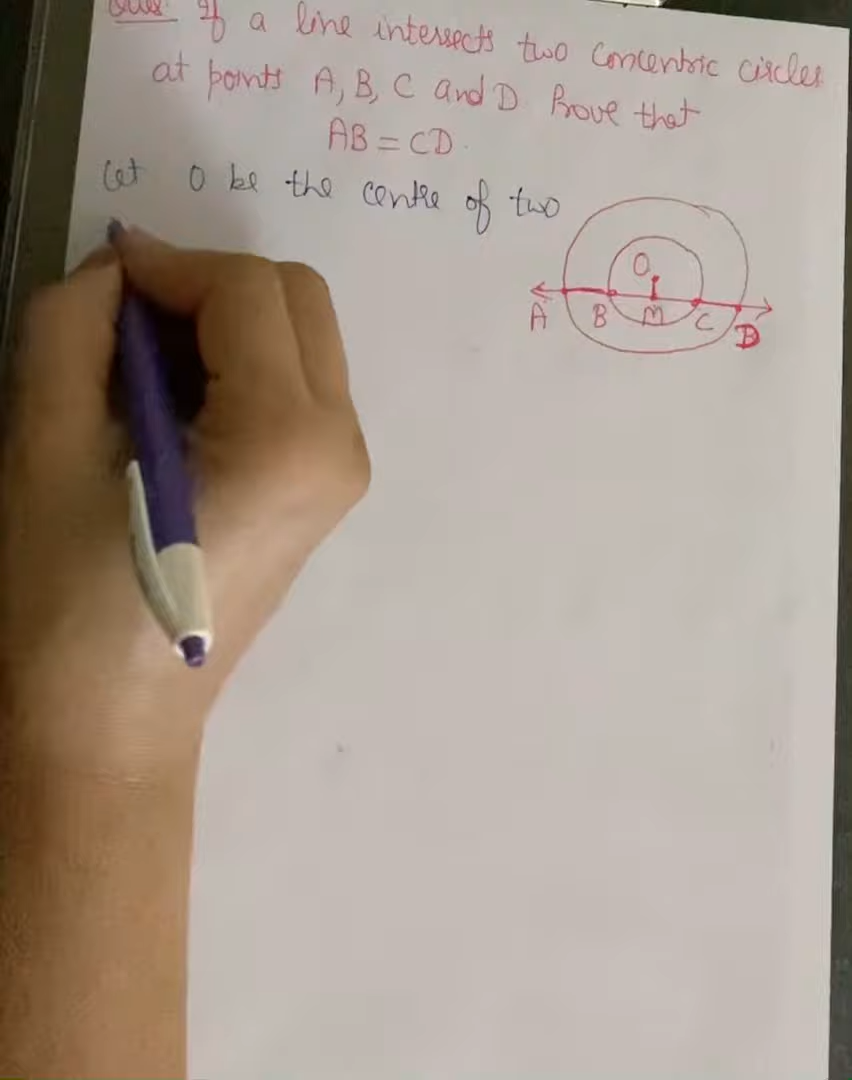 Ques If a line intersects two concentric circles
at points A, B, C and D Prove that
AB = CD.
Let O be the centre of two
O
A B M C D